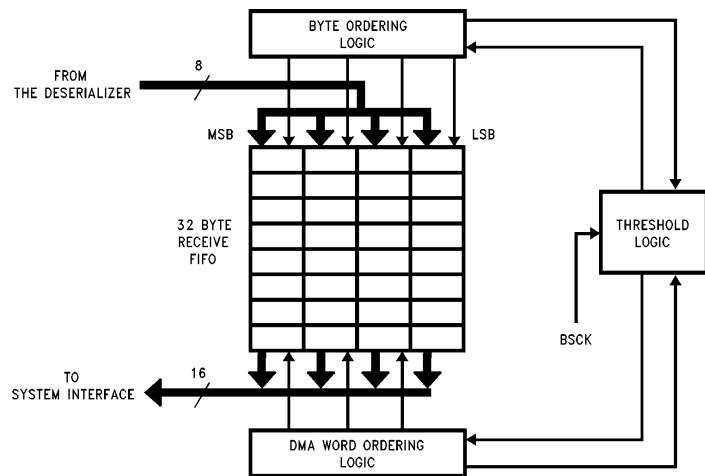 BYTE ORDERING
LOGIC
8
FROM
THE DESERIALIZER
MSB
LSB
32 BYTE
RECEIVE
FIFO
THRESHOLD
LOGIC
BSCK
16
TO
SYSTEM INTERFACE
DMA WORD ORDERING
LOGIC